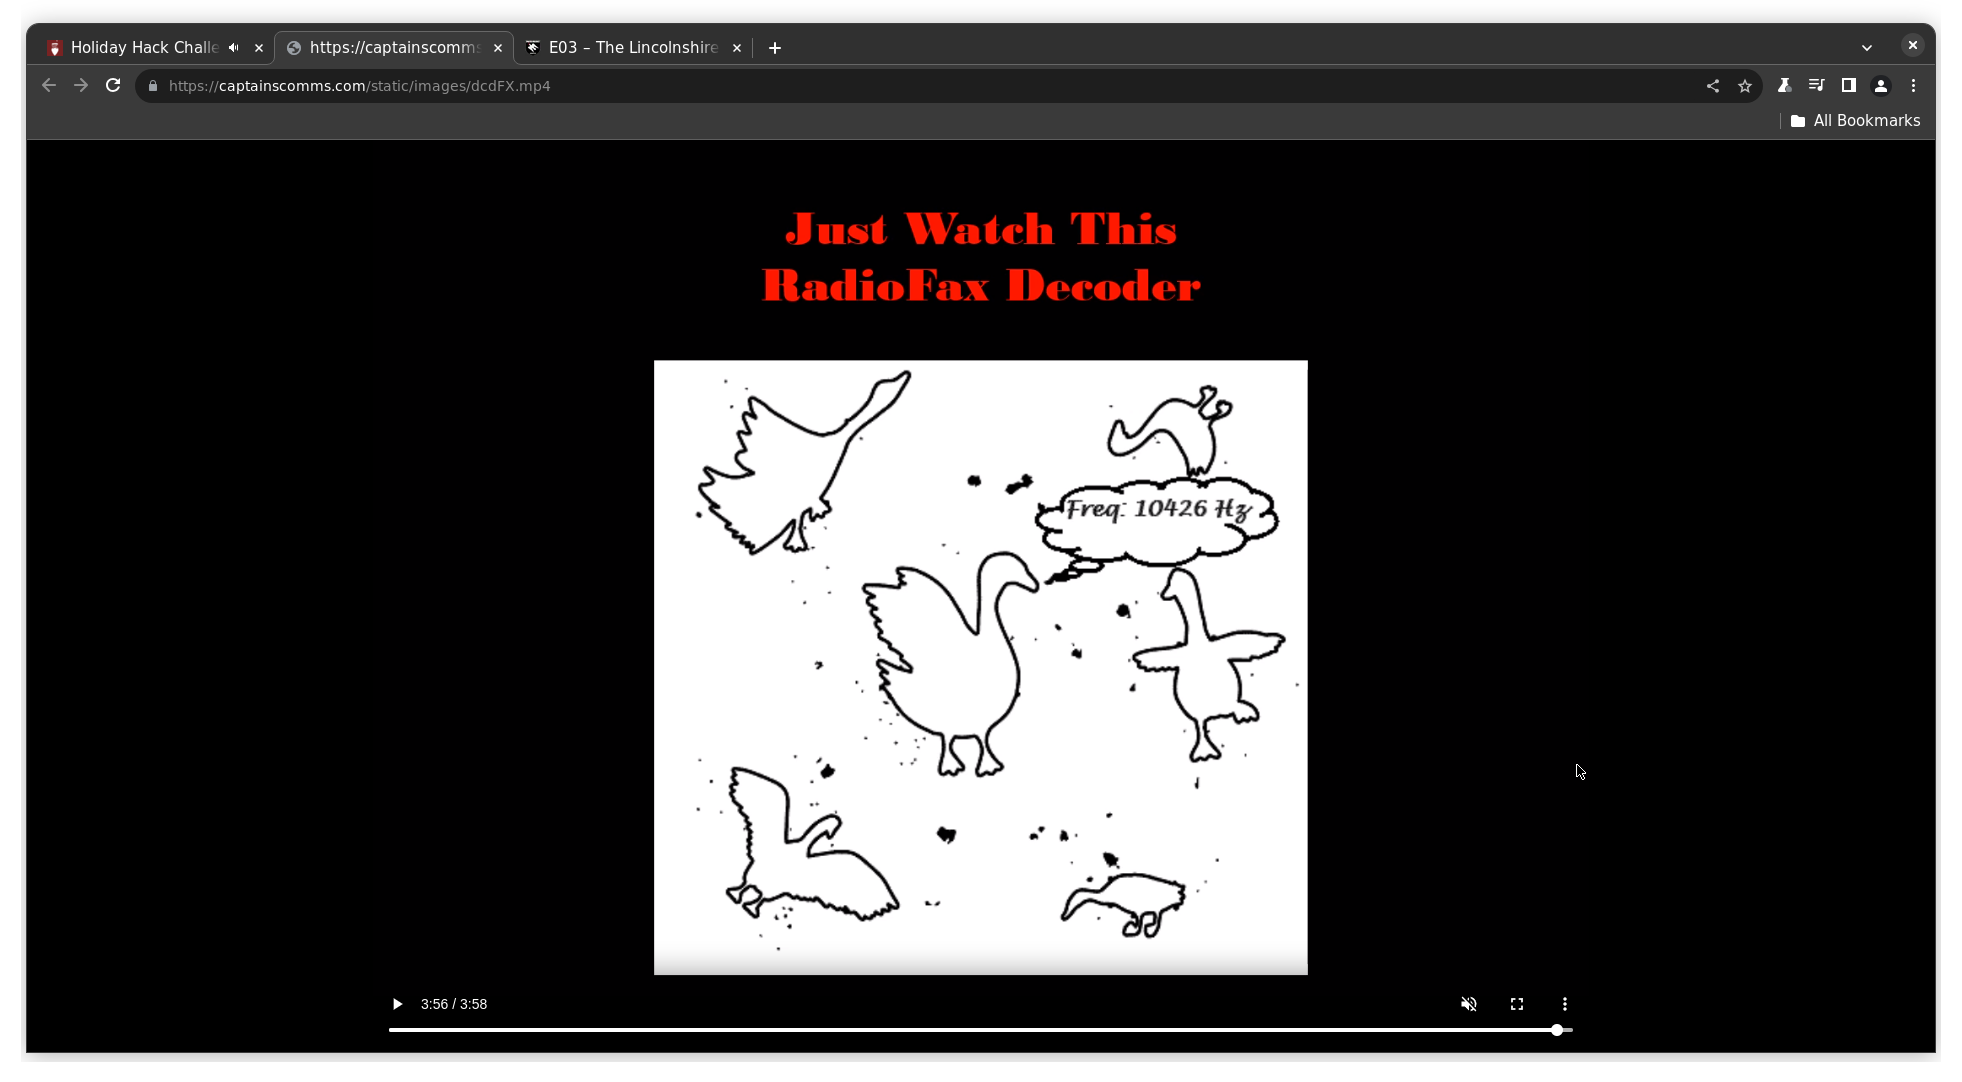 Holiday Hack Challe
https://captainscomms
E03 – The Lincolnshire
https://captainscomms.com/static/images/dcdFX.mp4
All Bookmarks
Just Watch This
RadioFax Decoder
Freq: 10426 Hz
3:56 / 3:58